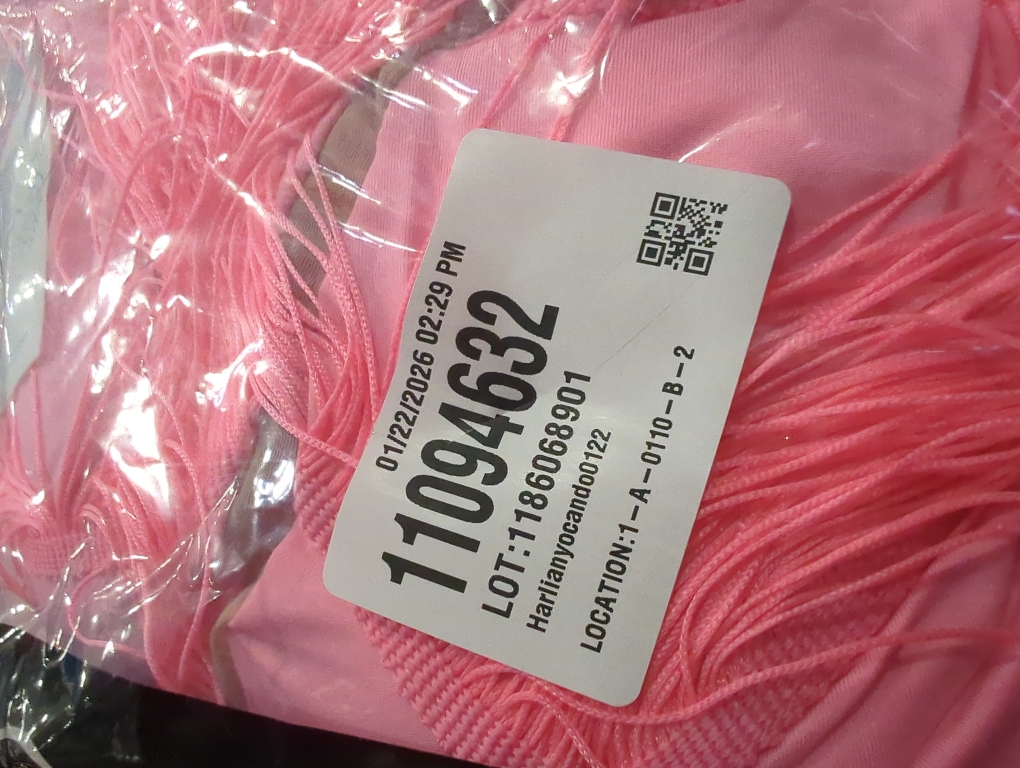 01/22/2026 02:29 PM
11094632
LOT:1186068901
Harlianyocando0122
LOCATION:1-A-0110-B-2